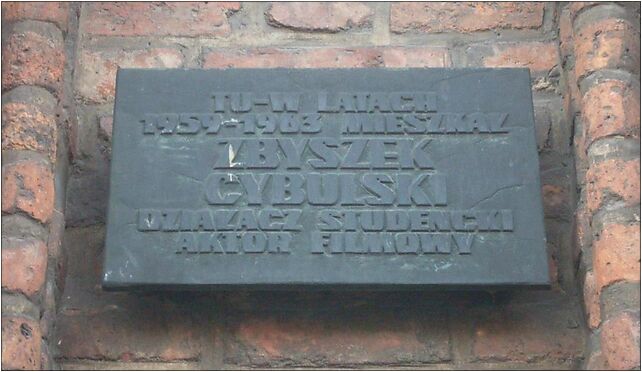 TU-W LATACH
1959-1963 MIESZKAŁ
ZBYSZEK
CYBULSKI
DZIAŁACZ STUDENCKI
AKTOR FILMOWY